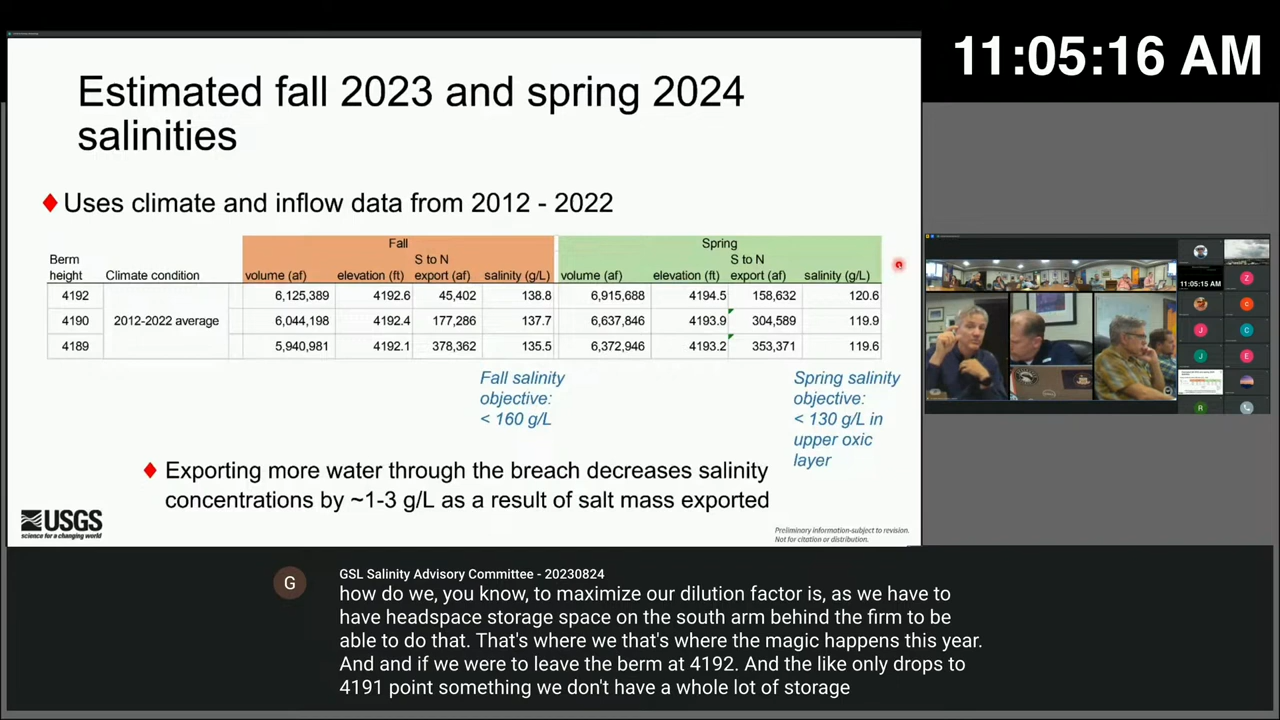 11:05:16 AM
Estimated fall 2023 and spring 2024
salinities
Uses climate and inflow data from 2012 - 2022
Fall
Spring
Berm height
Climate condition
volume (af)
elevation (ft)
S to N export (af)
salinity (g/L)
volume (af)
elevation (ft)
S to N export (af)
salinity (g/L)
4192 6,125,389 4192.6 45,402 138.8 6,915,688 4194.5 158,632 120.6
4190 2012-2022 average 6,044,198 4192.4 177,286 137.7 6,637,846 4193.9 304,589 119.9
4189 5,940,981 4192.1 378,362 135.5 6,372,946 4193.2 353,371 119.6
Fall salinity
objective:
< 160 g/L
Spring salinity
objective:
< 130 g/L in
upper oxic
layer
Exporting more water through the breach decreases salinity
concentrations by ~1-3 g/L as a result of salt mass exported
USGS
science for a changing world
Preliminary information-subject to revision.
Not for citation or distribution.
11:05:15 AM
Z
C
J
C
J
E
R
G
GSL Salinity Advisory Committee - 20230824
how do we, you know, to maximize our dilution factor is, as we have to
have headspace storage space on the south arm behind the firm to be
able to do that. That's where we that's where the magic happens this year.
And and if we were to leave the berm at 4192. And the like only drops to
4191 point something we don't have a whole lot of storage